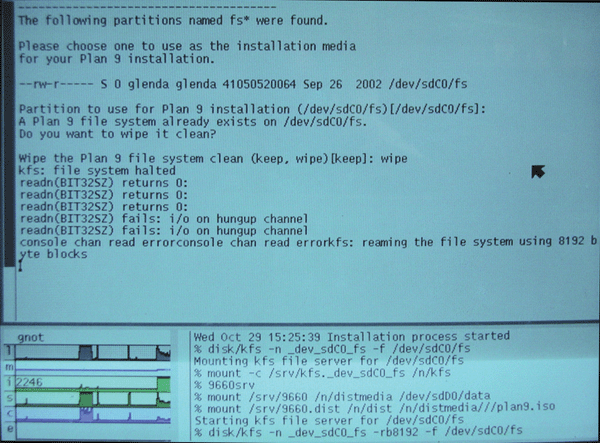 ----------------------------------------
The following partitions named fs* were found.
Please choose one to use as the installation media
for your Plan 9 installation.
--rw-r----- S 0 glenda glenda 41050520064 Sep 26  2002 /dev/sdC0/fs
Partition to use for Plan 9 installation (/dev/sdC0/fs)[/dev/sdC0/fs]:
A Plan 9 file system already exists on /dev/sdC0/fs.
Do you want to wipe it clean?
Wipe the Plan 9 file system clean (keep, wipe)[keep]: wipe
kfs: file system halted
readn(BIT32SZ) returns 0:
readn(BIT32SZ) returns 0:
readn(BIT32SZ) returns 0:
readn(BIT32SZ) fails: i/o on hungup channel
readn(BIT32SZ) fails: i/o on hungup channel
console chan read errorconsole chan read errorkfs: reaming the file system using 8192 b
yte blocks
gnot
l
m
i 2246
s
c
e
Wed Oct 29 15:25:39 Installation process started
% disk/kfs -n _dev_sdC0_fs -f /dev/sdC0/fs
Mounting kfs file server for /dev/sdC0/fs
% mount -c /srv/kfs._dev_sdC0_fs /n/kfs
% 9660srv
% mount /srv/9660 /n/distmedia /dev/sdD0/data
% mount /srv/9660.dist /n/dist /n/distmedia///plan9.iso
Starting kfs file server for /dev/sdC0/fs
% disk/kfs -n _dev_sdC0_fs -rb8192 -f /dev/sdC0/fs